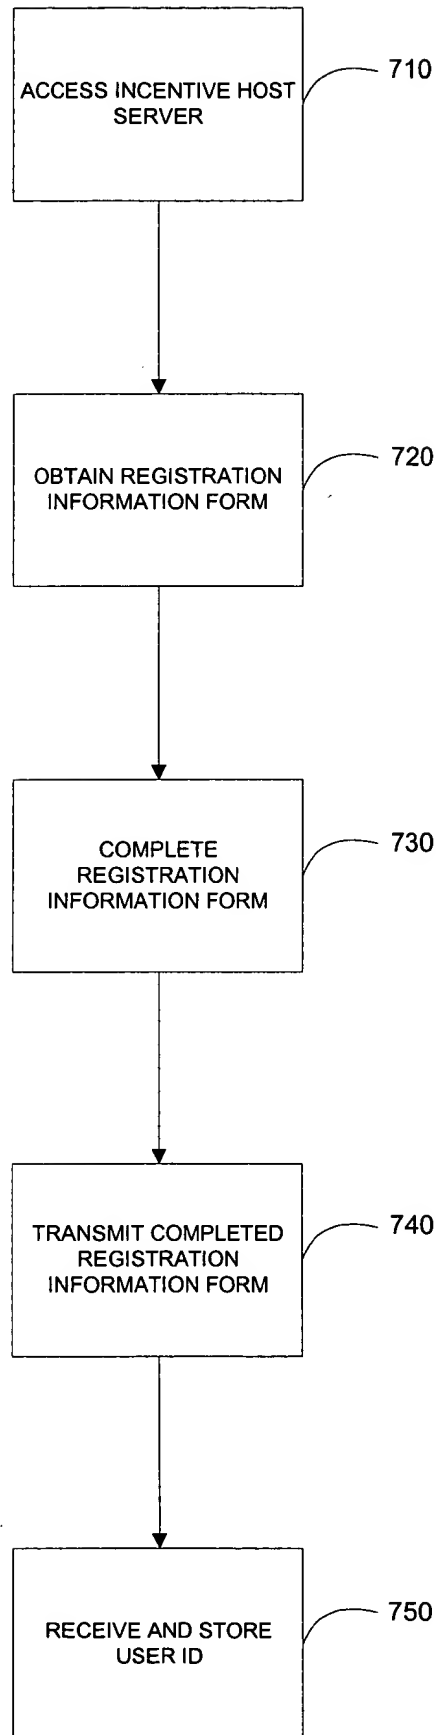 ACCESS INCENTIVE HOST
SERVER
710
OBTAIN REGISTRATION
INFORMATION FORM
720
COMPLETE
REGISTRATION
INFORMATION FORM
730
TRANSMIT COMPLETED
REGISTRATION
INFORMATION FORM
740
RECEIVE AND STORE
USER ID
750